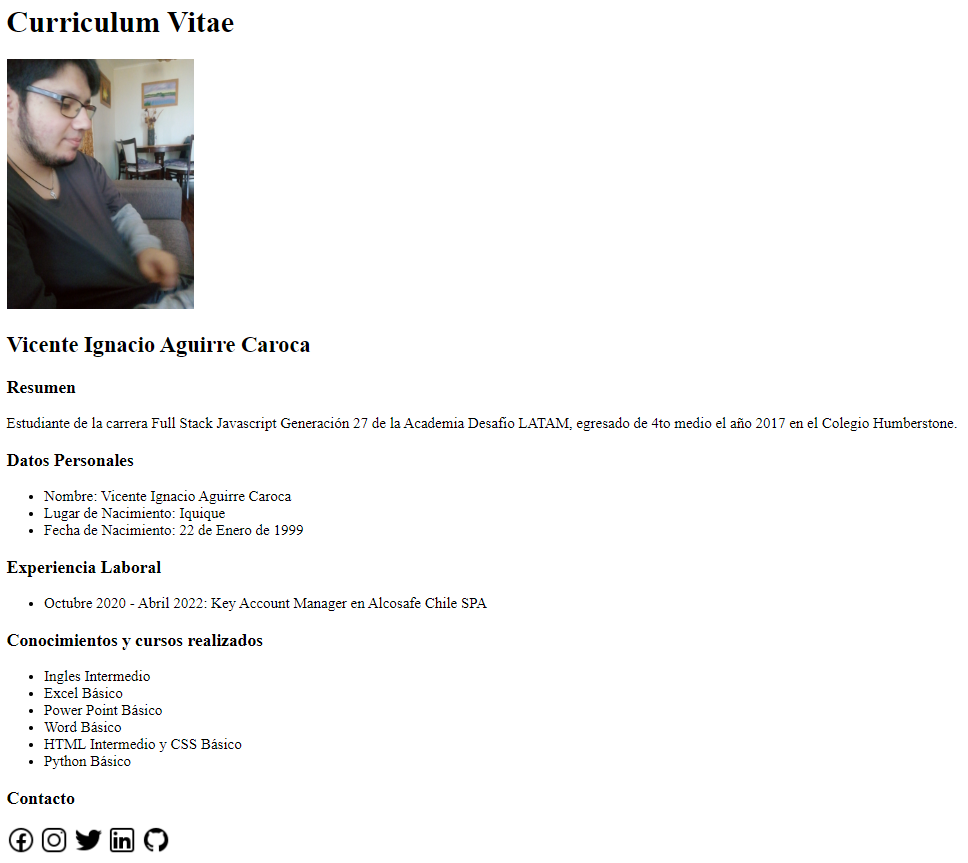 Curriculum Vitae
Vicente Ignacio Aguirre Caroca
Resumen
Estudiante de la carrera Full Stack Javascript Generación 27 de la Academia Desafío LATAM, egresado de 4to medio el año 2017 en el Colegio Humberstone.
Datos Personales
Nombre: Vicente Ignacio Aguirre Caroca
Lugar de Nacimiento: Iquique
Fecha de Nacimiento: 22 de Enero de 1999
Experiencia Laboral
Octubre 2020 - Abril 2022: Key Account Manager en Alcosafe Chile SPA
Conocimientos y cursos realizados
Ingles Intermedio
Excel Básico
Power Point Básico
Word Básico
HTML Intermedio y CSS Básico
Python Básico
Contacto